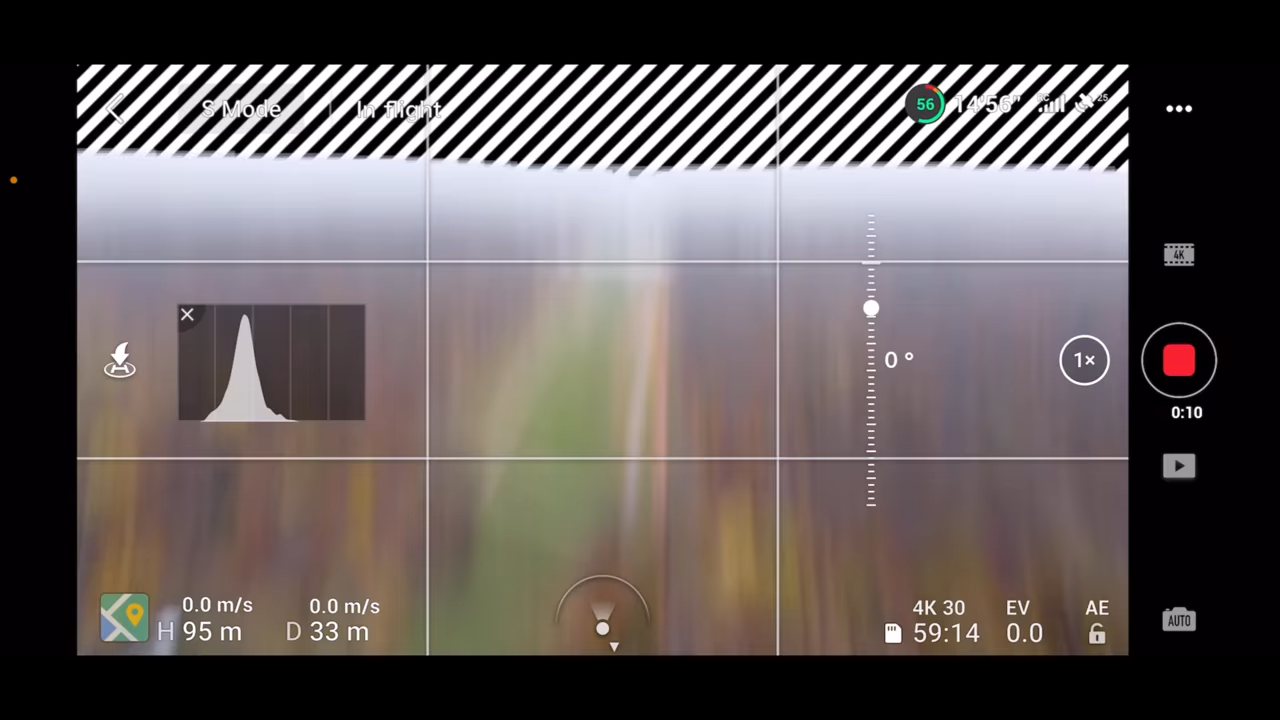 S Mode | In flight 56 14'56" 25
4K
0 °
1×
0:10
0.0 m/s 0.0 m/s
H 95 m D 33 m
4K 30 EV AE
59:14 0.0
AUTO